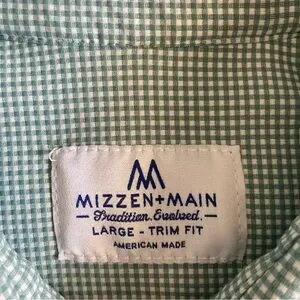 MIZZEN+MAIN
Tradition. Evolved.
LARGE - TRIM FIT
AMERICAN MADE